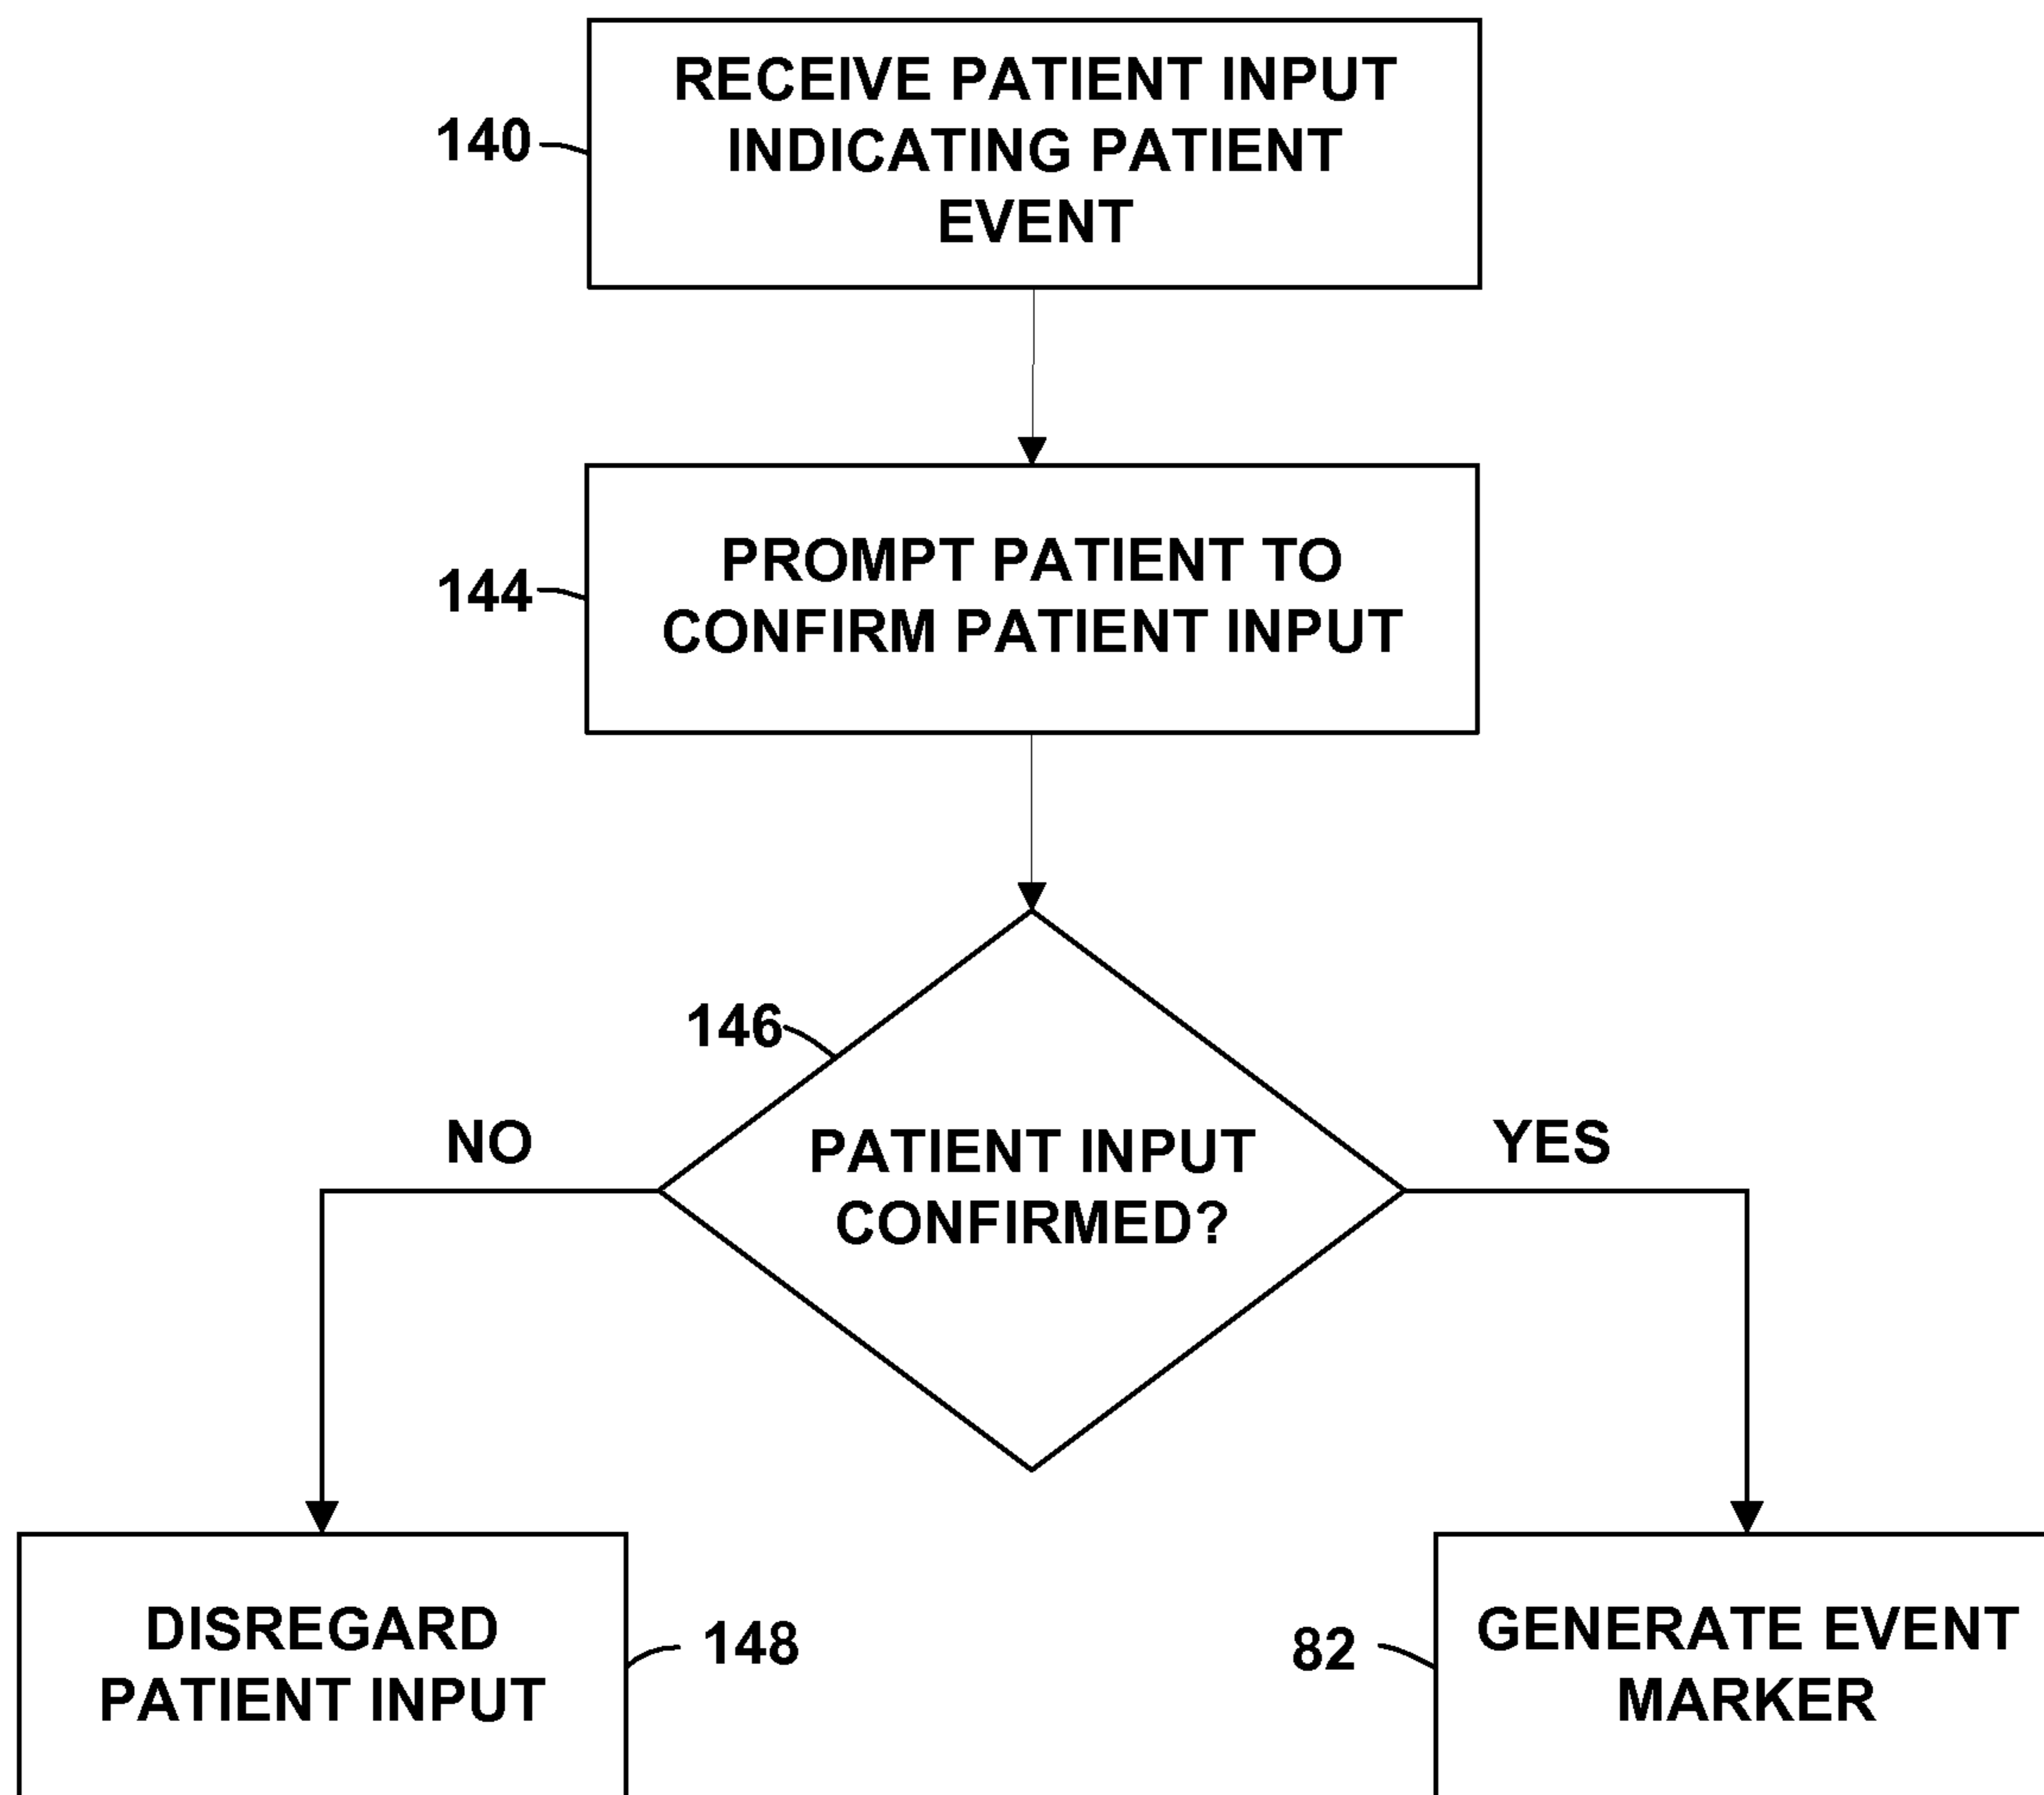 RECEIVE PATIENT INPUT
INDICATING PATIENT
EVENT
140
PROMPT PATIENT TO
CONFIRM PATIENT INPUT
144
146
NO
YES
PATIENT INPUT
CONFIRMED?
DISREGARD
PATIENT INPUT
148
82
GENERATE EVENT
MARKER